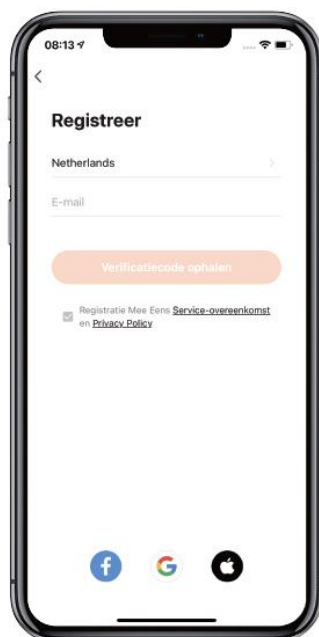 08:13
Registreer
Netherlands
E-mail
Verificatiecode ophalen
Registratie Mee Eens Service-overeenkomst
en Privacy Policy
f G